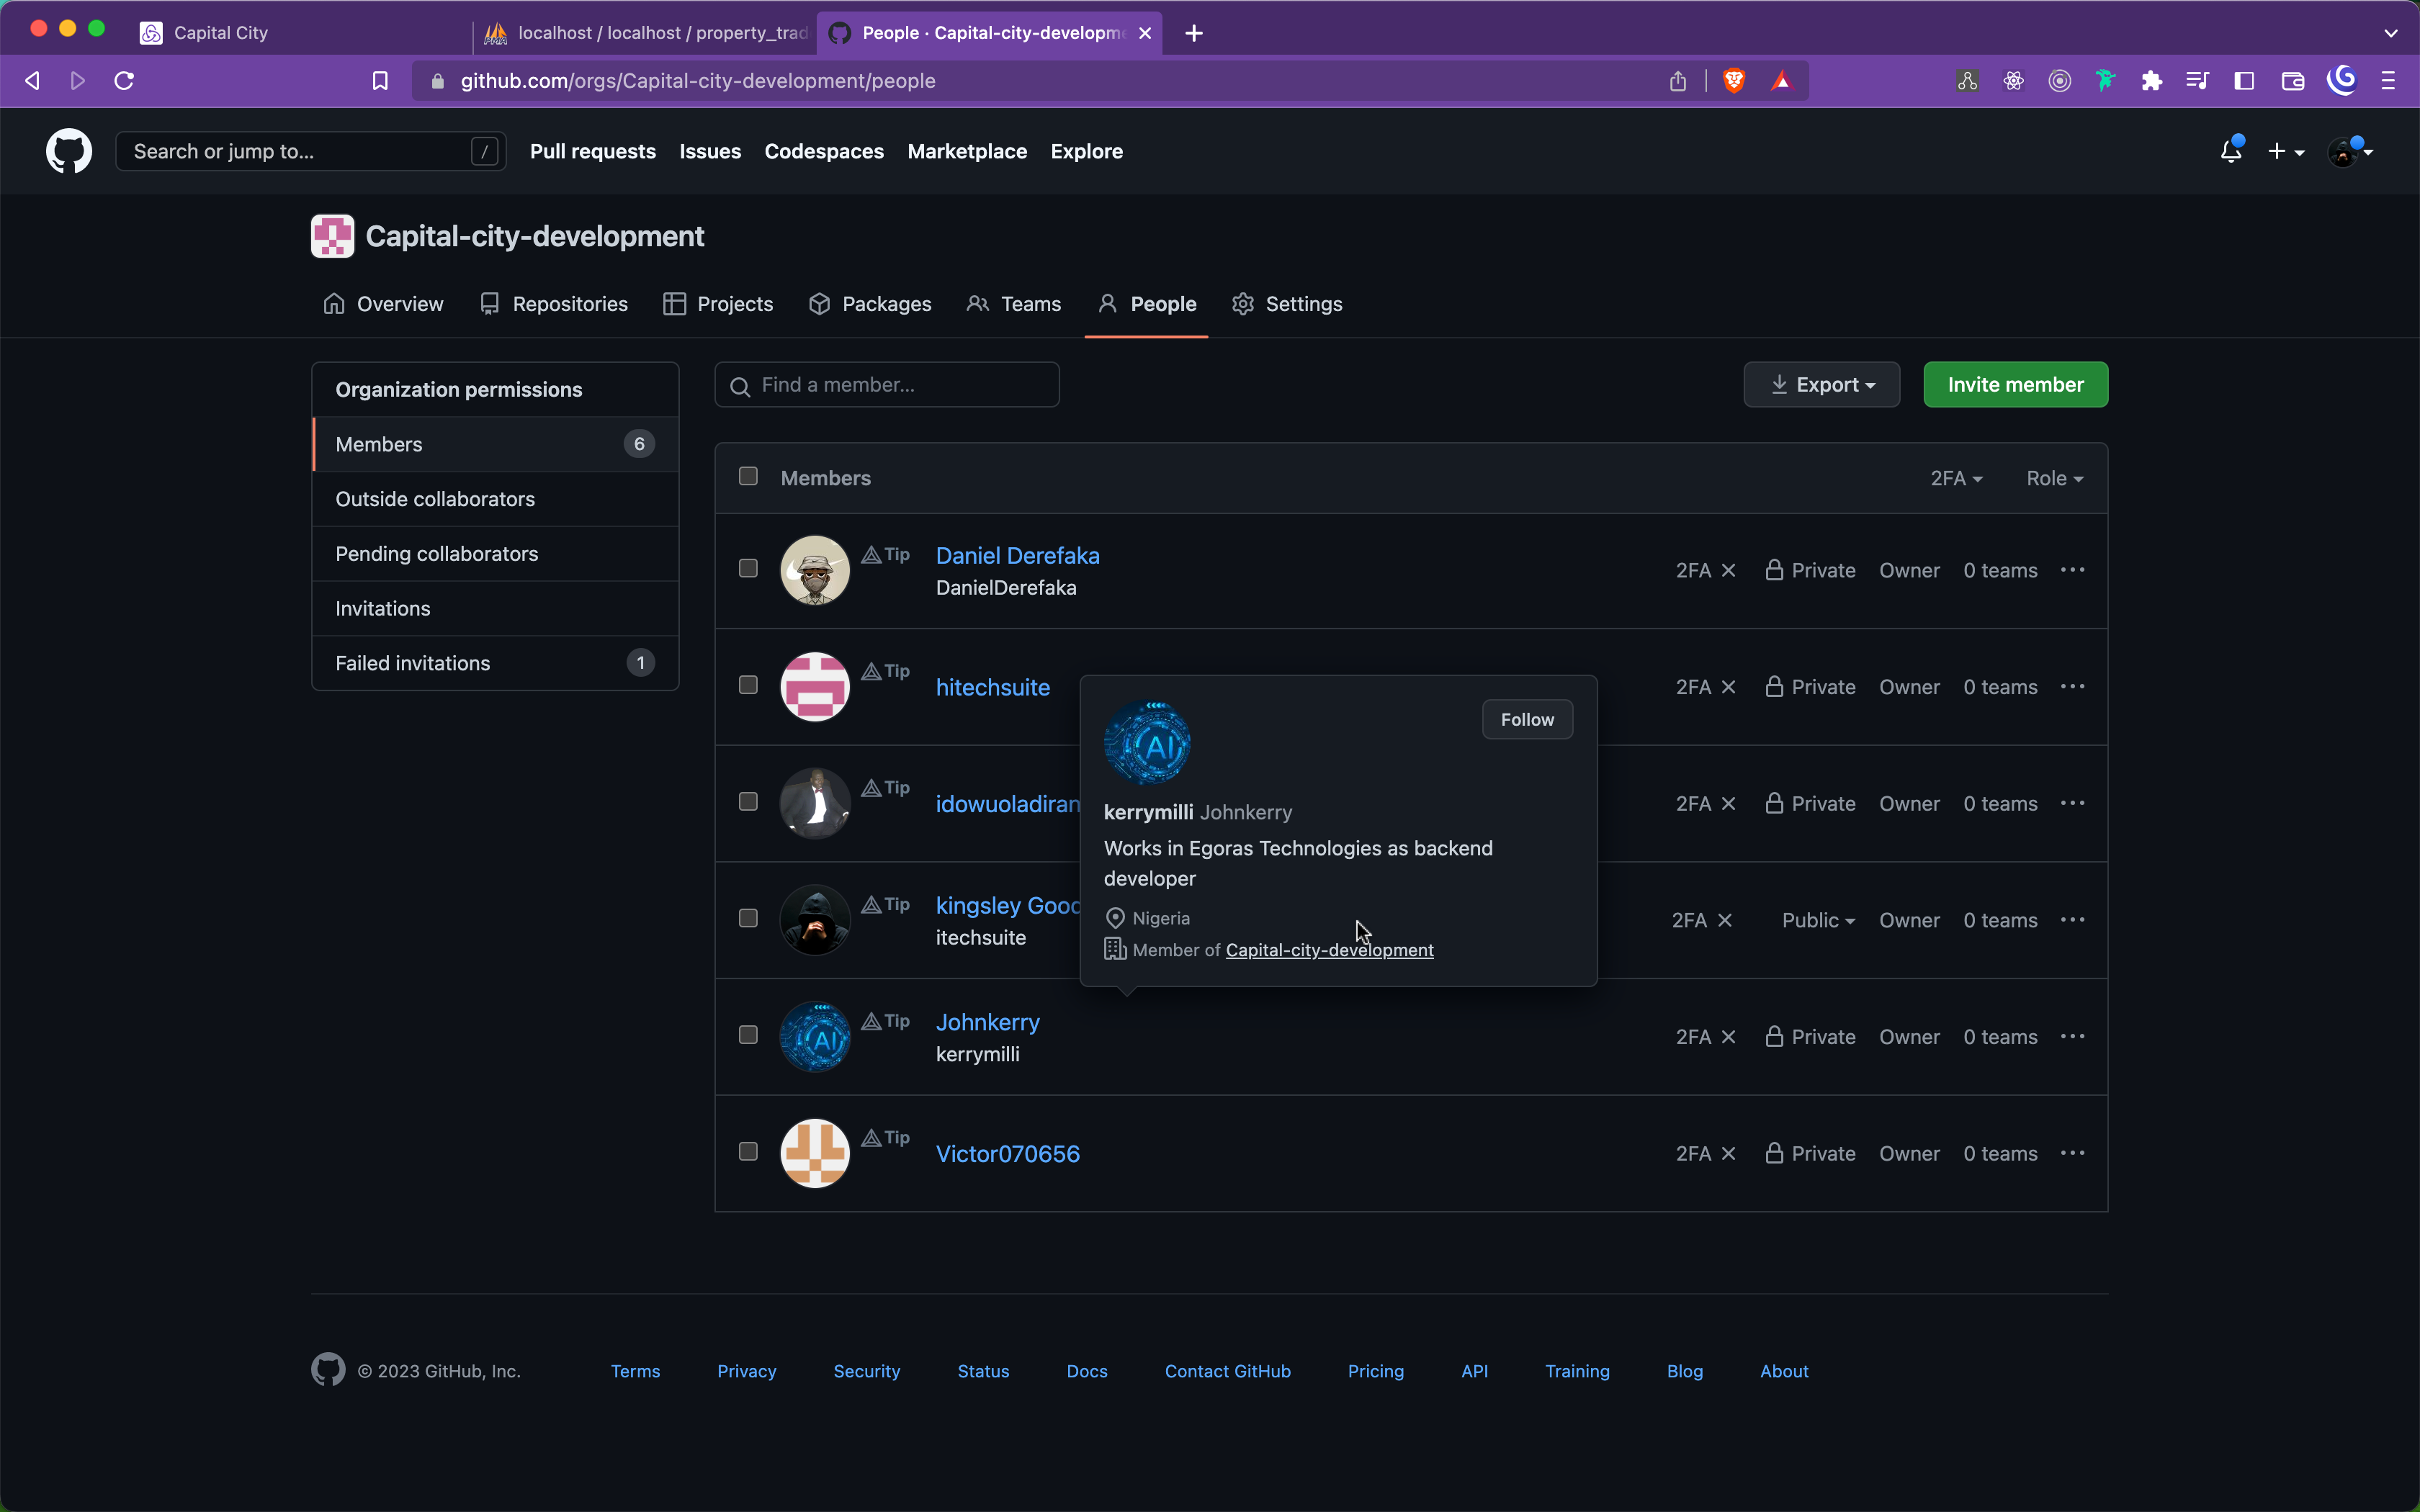 Capital City
localhost / localhost / property_trad
People · Capital-city-developme
github.com/orgs/Capital-city-development/people
Search or jump to... /
Pull requests Issues Codespaces Marketplace Explore
Capital-city-development
Overview Repositories Projects Packages Teams People Settings
Organization permissions
Members 6
Outside collaborators
Pending collaborators
Invitations
Failed invitations 1
Find a member...
Export
Invite member
Members 2FA Role
Tip Daniel Derefaka
DanielDerefaka
2FA Private Owner 0 teams
Tip hitechsuite
2FA Private Owner 0 teams
Tip idowuoladiran
2FA Private Owner 0 teams
Tip kingsley Good
itechsuite
2FA Public Owner 0 teams
Follow
AI
kerrymilli Johnkerry
Works in Egoras Technologies as backend
developer
Nigeria
Member of Capital-city-development
Tip Johnkerry
AI
kerrymilli
2FA Private Owner 0 teams
Tip Victor070656
2FA Private Owner 0 teams
© 2023 GitHub, Inc. Terms Privacy Security Status Docs Contact GitHub Pricing API Training Blog About